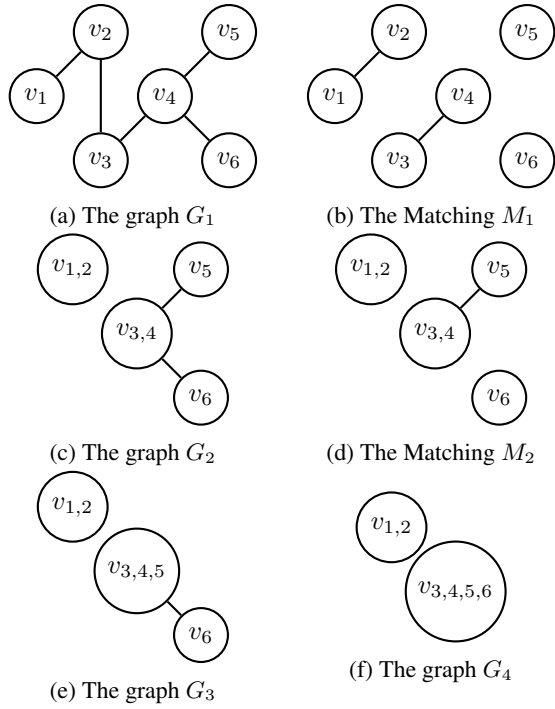 v2 v5 v2 v5
v1 v4 v1 v4
v3 v6 v3 v6
(a) The graph G1 (b) The Matching M1
v1,2 v5 v1,2 v5
v3,4 v3,4
v6 v6
(c) The graph G2 (d) The Matching M2
v1,2
v1,2
v3,4,5
v3,4,5,6
v6
(f) The graph G4
(e) The graph G3